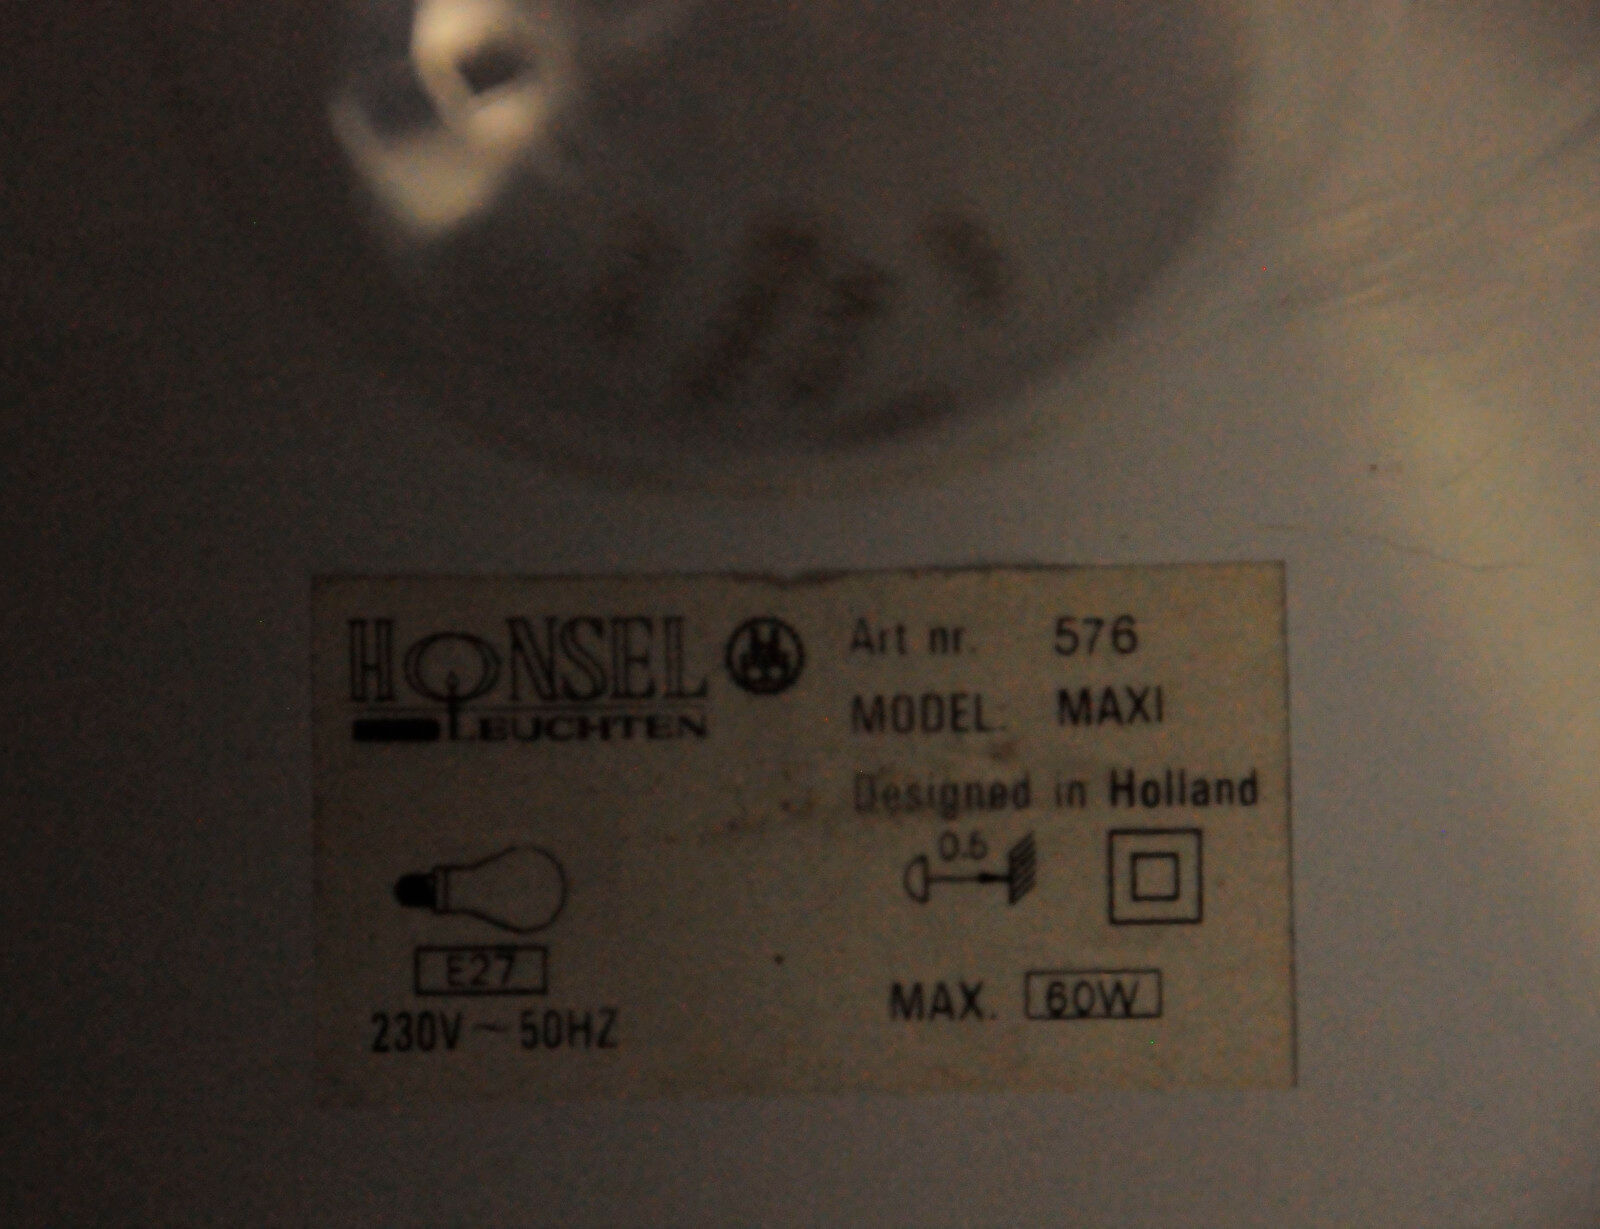 HONSEL
LEUCHTEN
Art nr. 576
MODEL: MAXI
Designed in Holland
0.5
E27
230V ~ 50HZ
MAX. 60W